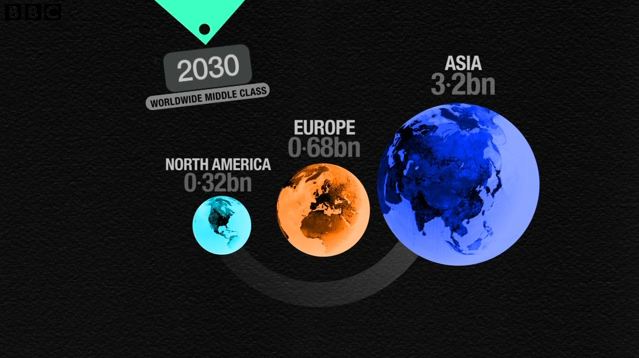 BBC
2030
WORLDWIDE MIDDLE CLASS
ASIA
3·2bn
EUROPE
0·68bn
NORTH AMERICA
0·32bn